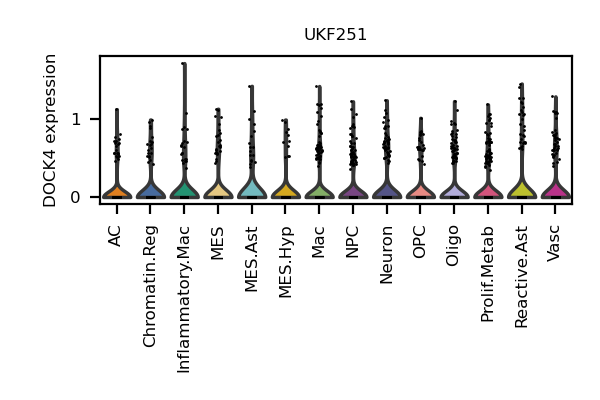 UKF251
DOCK4 expression
1
0
AC
Chromatin.Reg
Inflammatory.Mac
MES
MES.Ast
MES.Hyp
Mac
NPC
Neuron
OPC
Oligo
Prolif.Metab
Reactive.Ast
Vasc